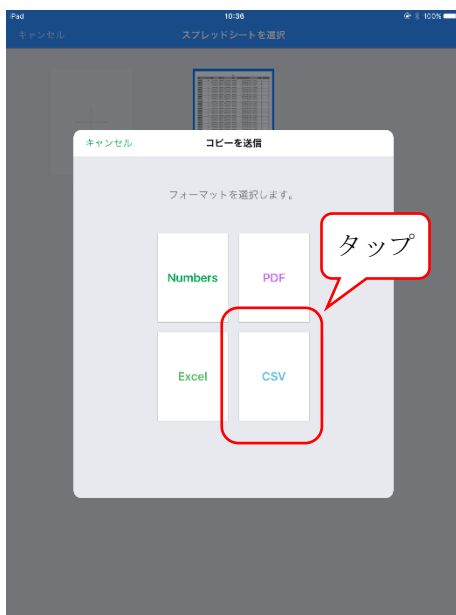 iPad 10:36 100%
キャンセル スプレッドシートを選択
キャンセル コピーを送信
フォーマットを選択します。
タップ
Numbers PDF
Excel CSV